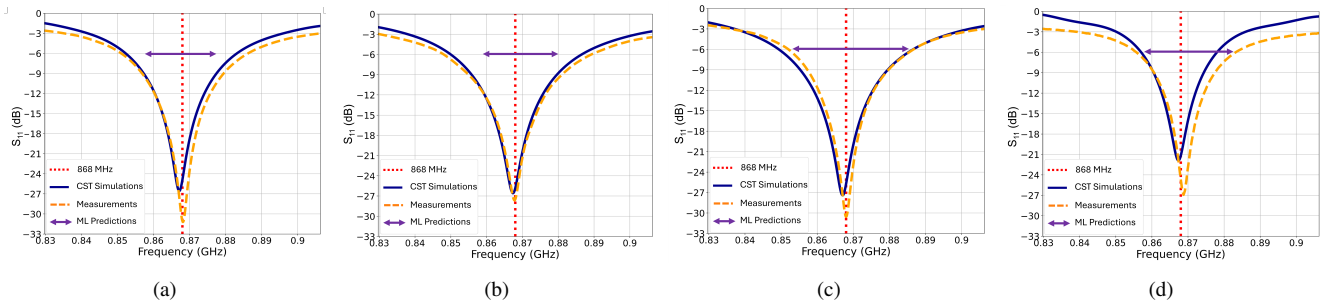 0
−3
−6
−9
−12
−15
−18
−21
−24
−27
−30
−33
S₁₁ (dB)
868 MHz
CST Simulations
Measurements
ML Predictions
0.83 0.84 0.85 0.86 0.87 0.88 0.89 0.9
Frequency (GHz)
(a)
0
−3
−6
−9
−12
−15
−18
−21
−24
−27
−30
−33
S₁₁ (dB)
868 MHz
CST Simulations
Measurements
ML Predictions
0.83 0.84 0.85 0.86 0.87 0.88 0.89 0.9
Frequency (GHz)
(b)
0
−3
−6
−9
−12
−15
−18
−21
−24
−27
−30
−33
S₁₁ (dB)
868 MHz
CST Simulations
Measurements
ML Predictions
0.83 0.84 0.85 0.86 0.87 0.88 0.89 0.9
Frequency (GHz)
(c)
0
−3
−6
−9
−12
−15
−18
−21
−24
−27
−30
−33
S₁₁ (dB)
868 MHz
CST Simulations
Measurements
ML Predictions
0.83 0.84 0.85 0.86 0.87 0.88 0.89 0.9
Frequency (GHz)
(d)